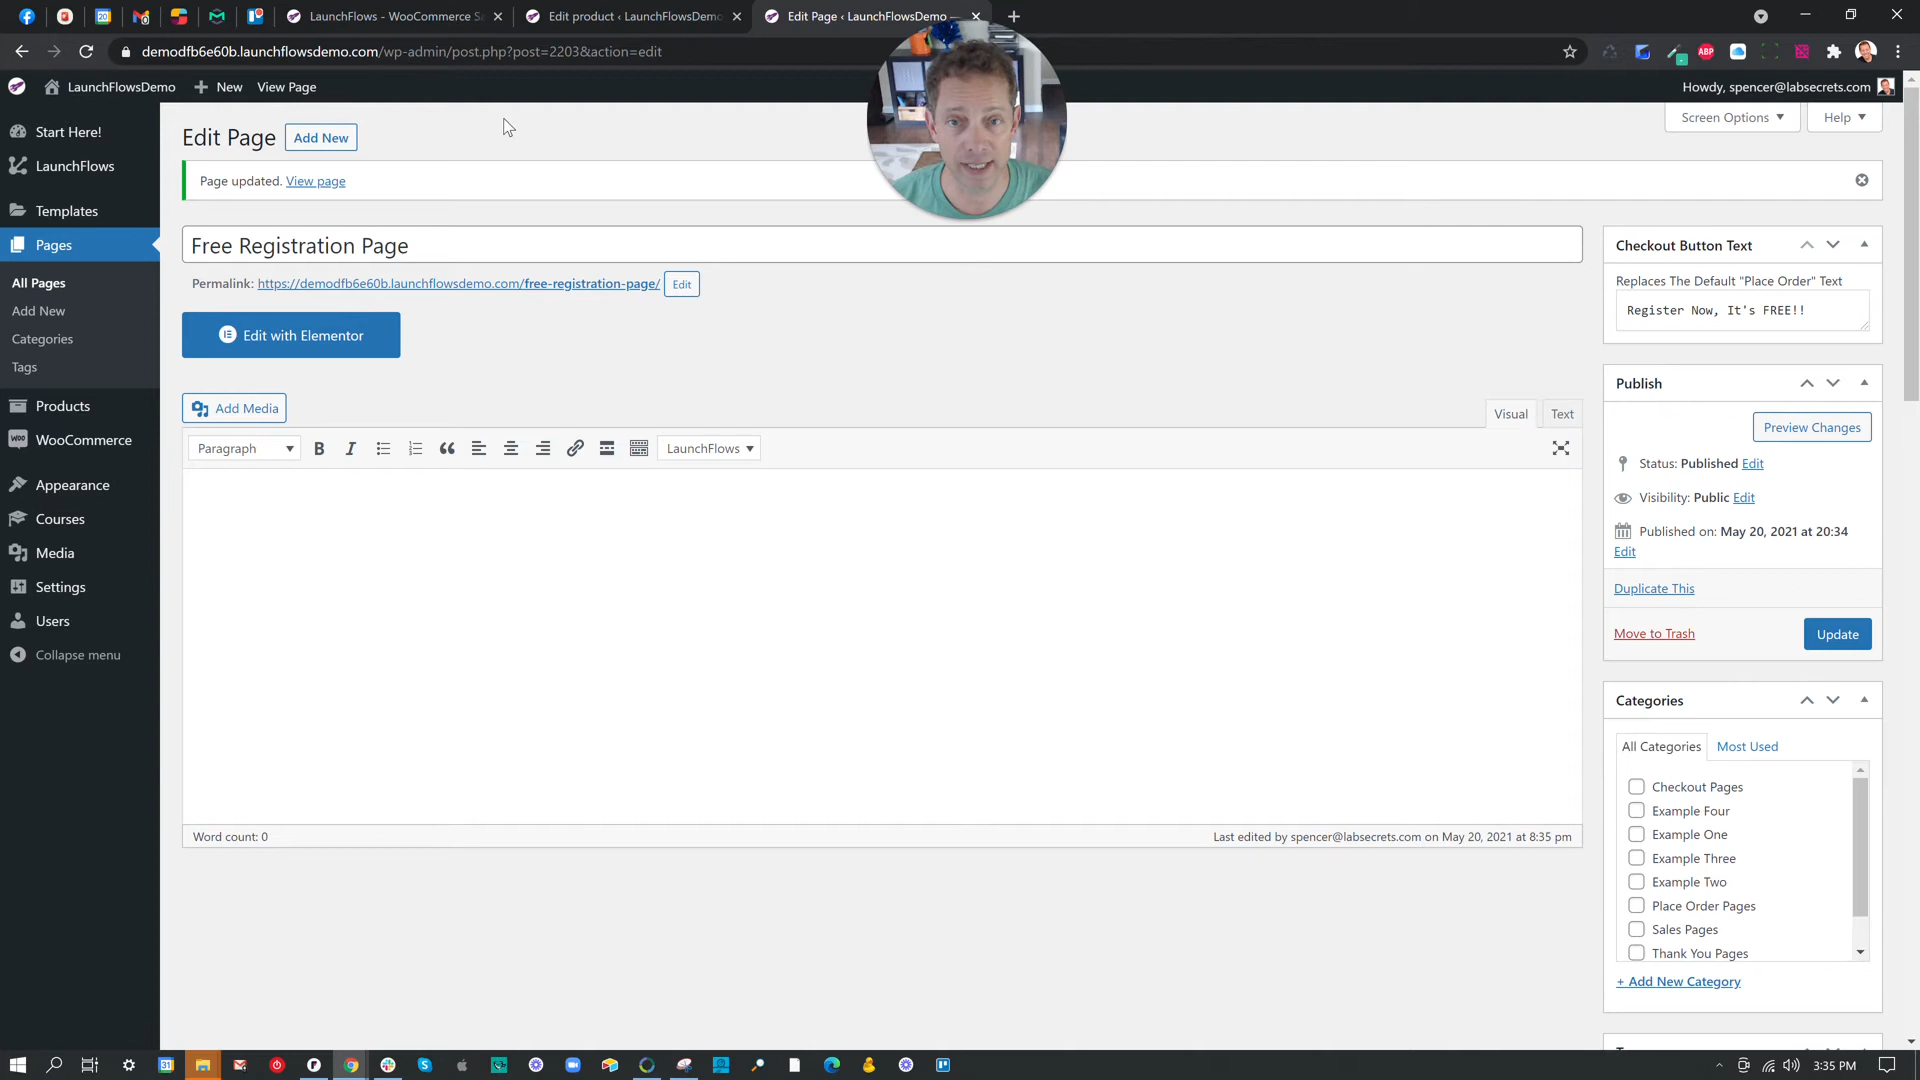 LaunchFlows - WooCommerce Sa
Edit product ‹ LaunchFlowsDemo
Edit Page ‹ LaunchFlowsDemo —
demodfb6e60b.launchflowsdemo.com/wp-admin/post.php?post=2203&action=edit
LaunchFlowsDemo
New
View Page
Howdy, spencer@labsecrets.com
Start Here!
LaunchFlows
Templates
Pages
All Pages
Add New
Categories
Tags
Products
WooCommerce
Appearance
Courses
Media
Settings
Users
Collapse menu
Screen Options
Help
Edit Page
Add New
Page updated. View page
Free Registration Page
Permalink: https://demodfb6e60b.launchflowsdemo.com/free-registration-page/ Edit
Edit with Elementor
Add Media
Visual
Text
Paragraph
LaunchFlows
Word count: 0
Last edited by spencer@labsecrets.com on May 20, 2021 at 8:35 pm
Checkout Button Text
Replaces The Default "Place Order" Text
Register Now, It's FREE!!
Publish
Preview Changes
Status: Published Edit
Visibility: Public Edit
Published on: May 20, 2021 at 20:34
Edit
Duplicate This
Move to Trash
Update
Categories
All Categories
Most Used
Checkout Pages
Example Four
Example One
Example Three
Example Two
Place Order Pages
Sales Pages
Thank You Pages
+ Add New Category
3:35 PM